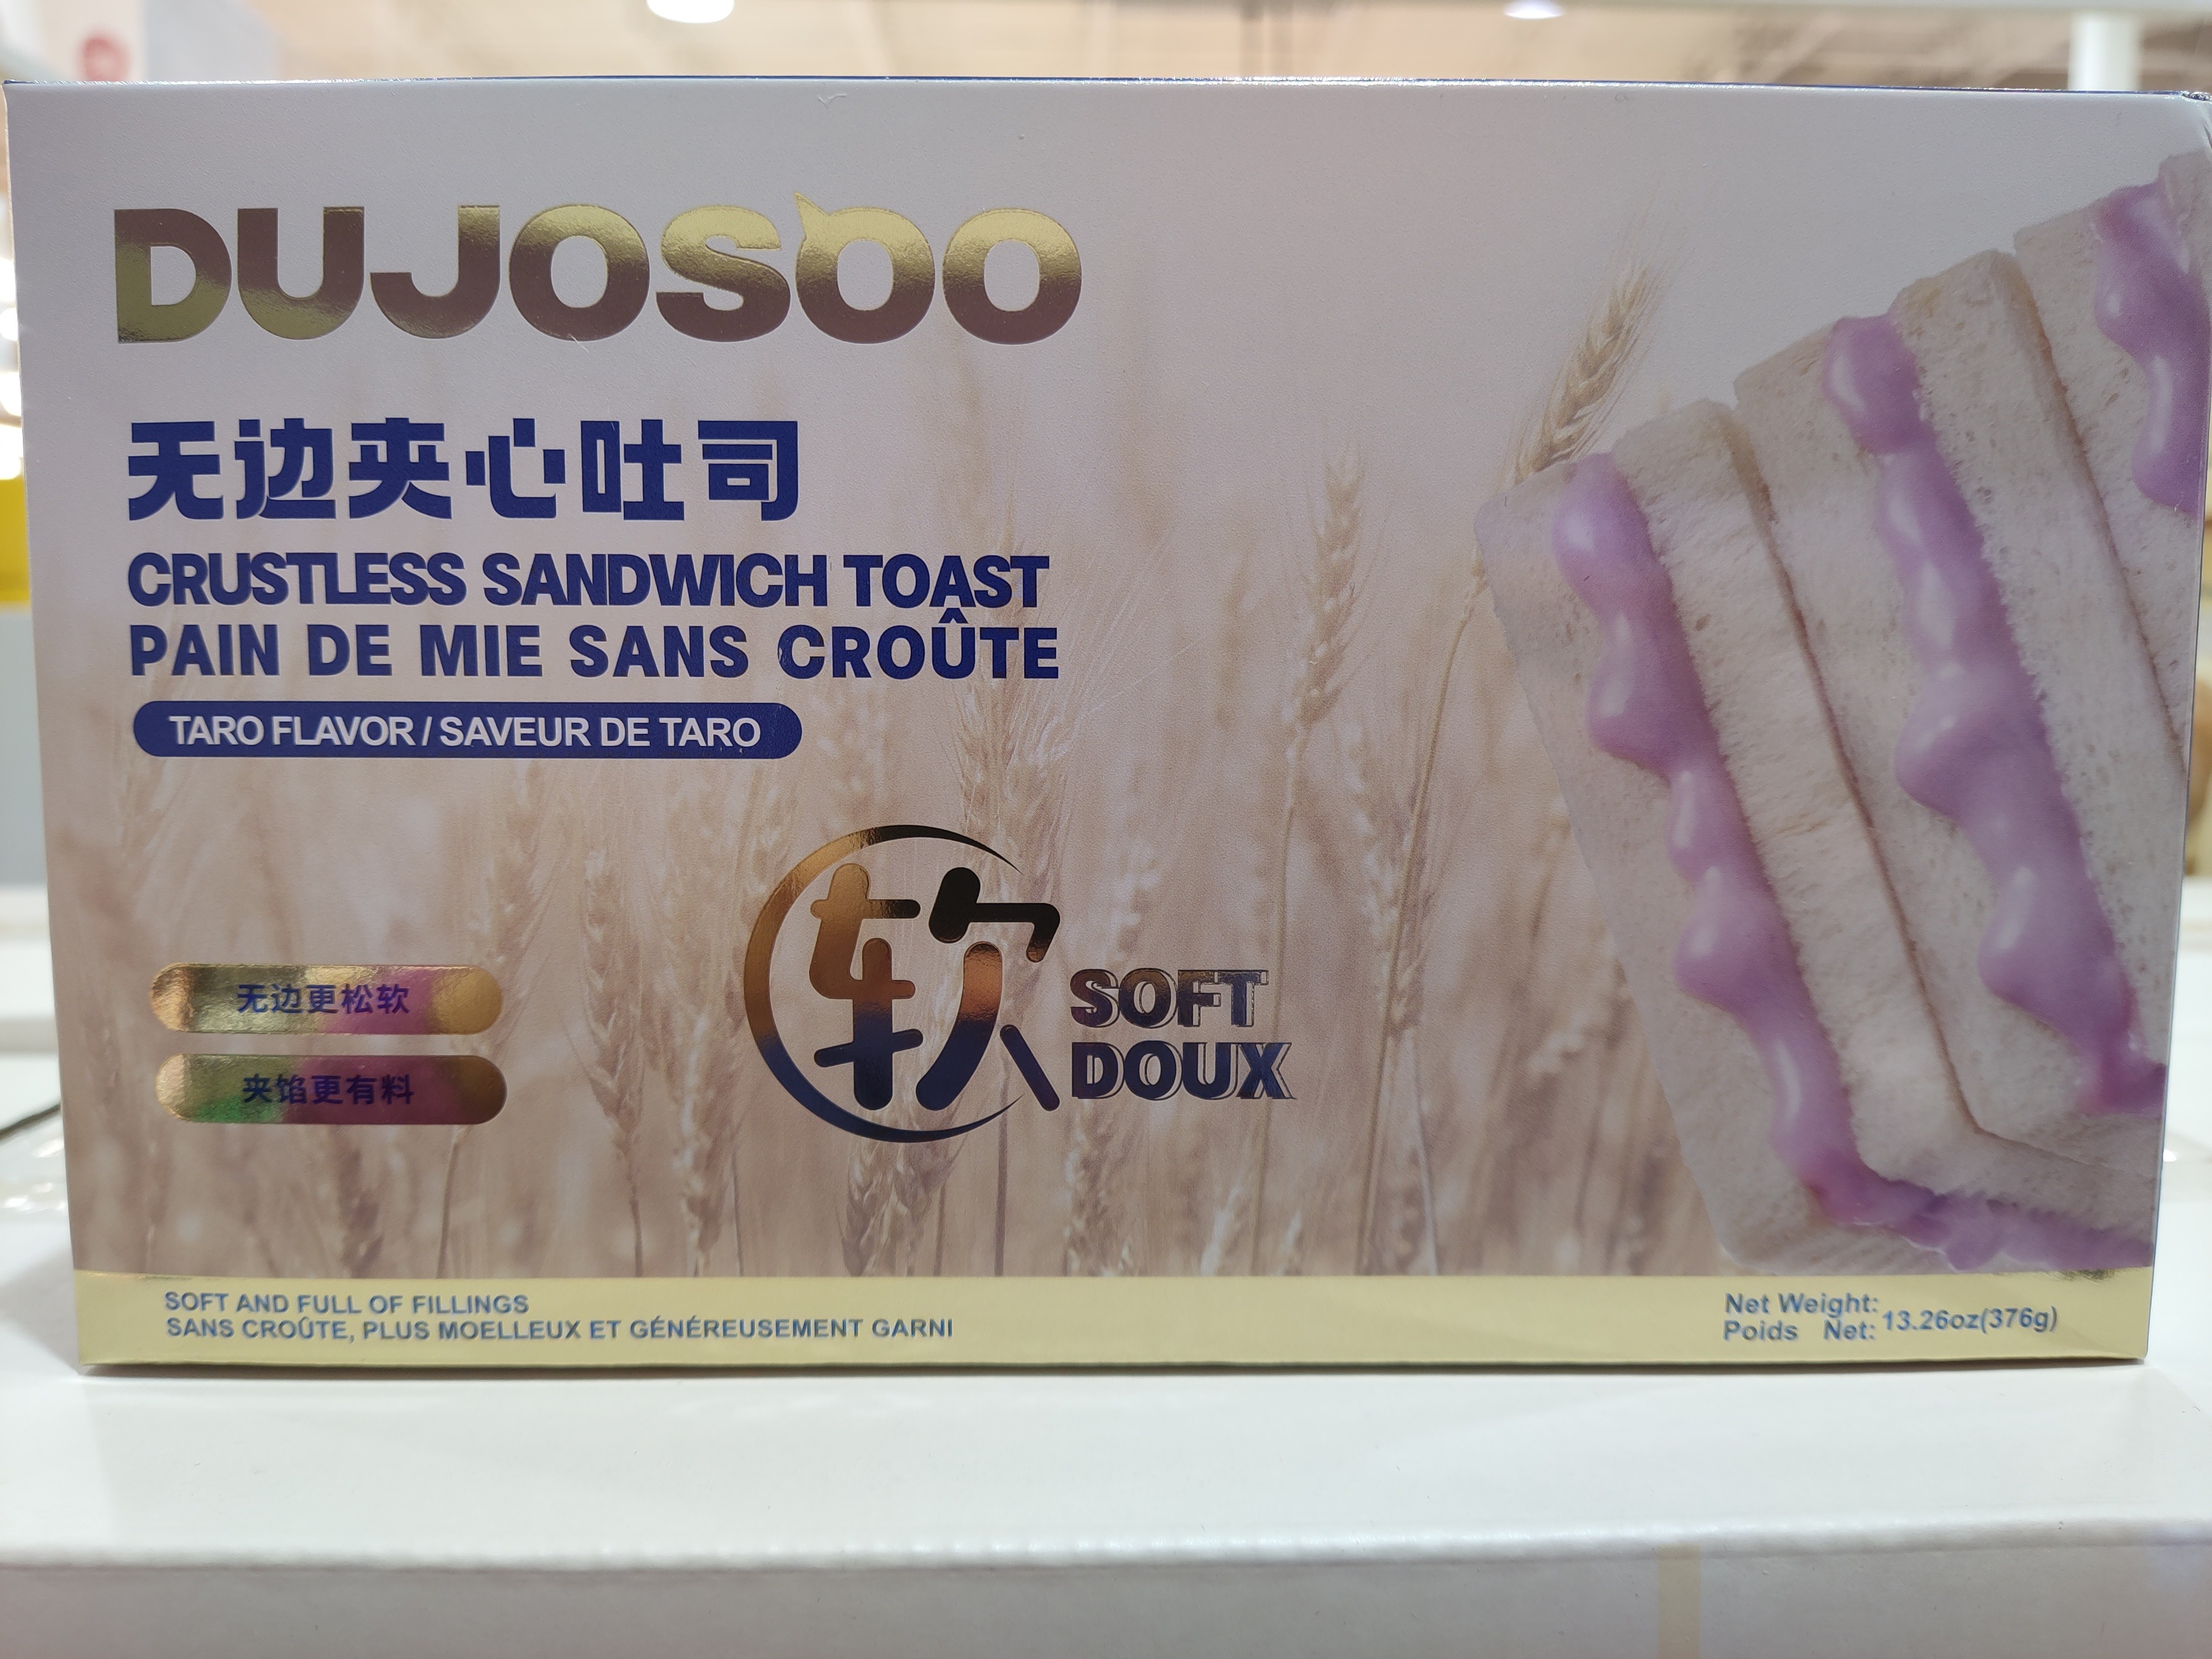 DUJOSOO
无边夹心吐司
CRUSTLESS SANDWICH TOAST
PAIN DE MIE SANS CROÛTE
TARO FLAVOR / SAVEUR DE TARO
无边更松软
夹馅更有料
软
SOFT
DOUX
SOFT AND FULL OF FILLINGS
SANS CROÛTE, PLUS MOELLEUX ET GÉNÉREUSEMENT GARNI
Net Weight:
Poids Net: 13.26oz(376g)